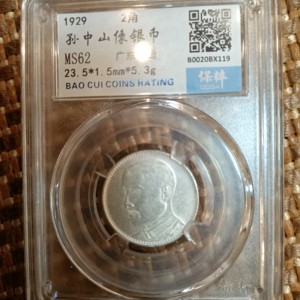 1929 2角
孙中山像银币
MS62 广东
23.5*1.5mm*5.3g
BAO CUI COINS RATING
B0020BX119
保粹